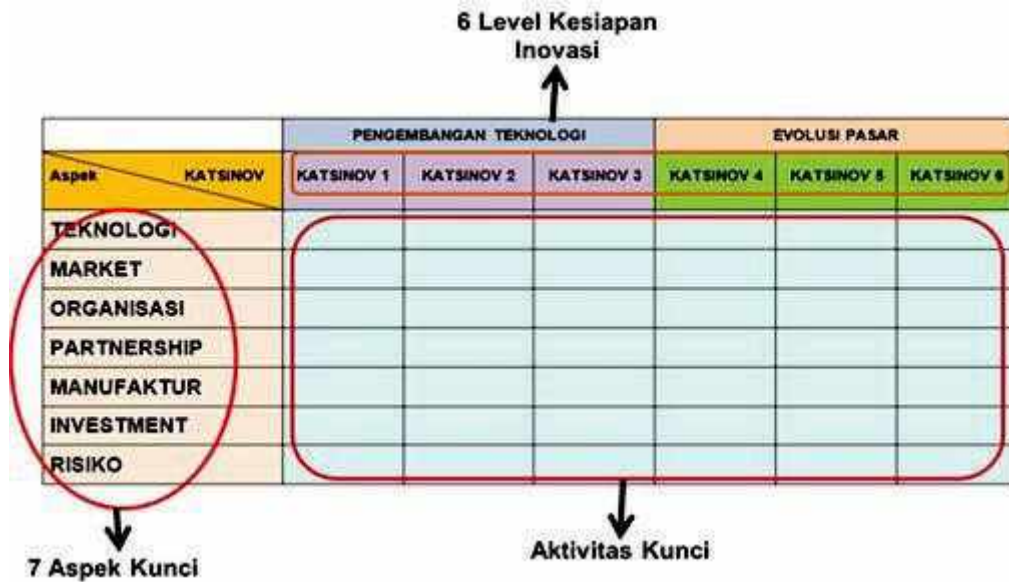 6 Level Kesiapan
Inovasi
PENGEMBANGAN TEKNOLOGI
EVOLUSI PASAR
Aspek KATSINOV
KATSINOV 1
KATSINOV 2
KATSINOV 3
KATSINOV 4
KATSINOV 5
KATSINOV 6
TEKNOLOGI
MARKET
ORGANISASI
PARTNERSHIP
MANUFAKTUR
INVESTMENT
RISIKO
7 Aspek Kunci
Aktivitas Kunci